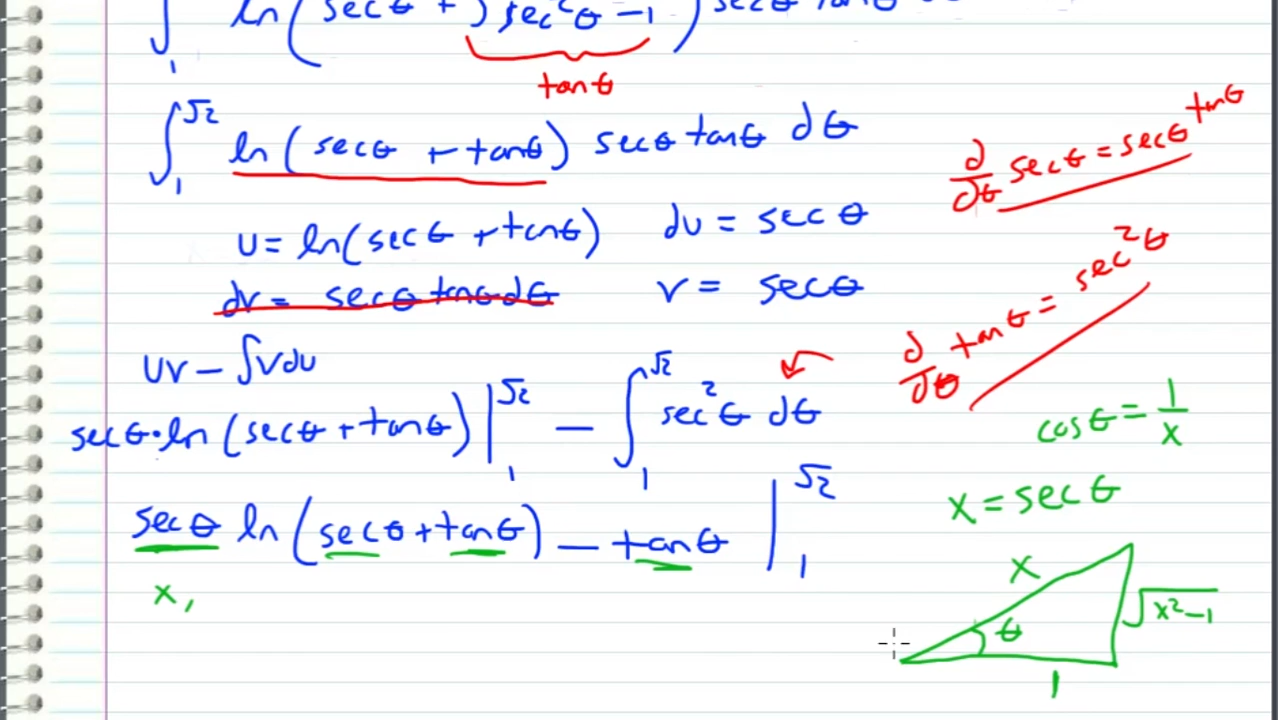 ∫₁ ln(secθ + √sec²θ − 1) secθ tanθ
tanθ
∫₁^√2 ln(secθ + tanθ) secθ tanθ dθ
d/dθ secθ = secθ tanθ
u = ln(secθ + tanθ) du = secθ
dv = secθ tanθ dθ v = secθ
d/dθ tanθ = sec²θ
uv − ∫vdu
secθ·ln(secθ + tanθ)|₁^√2 − ∫₁^√2 sec²θ dθ
cosθ = 1/x
x = secθ
secθ ln(secθ + tanθ) − tanθ |₁^√2
x,
x
θ
√x²−1
1